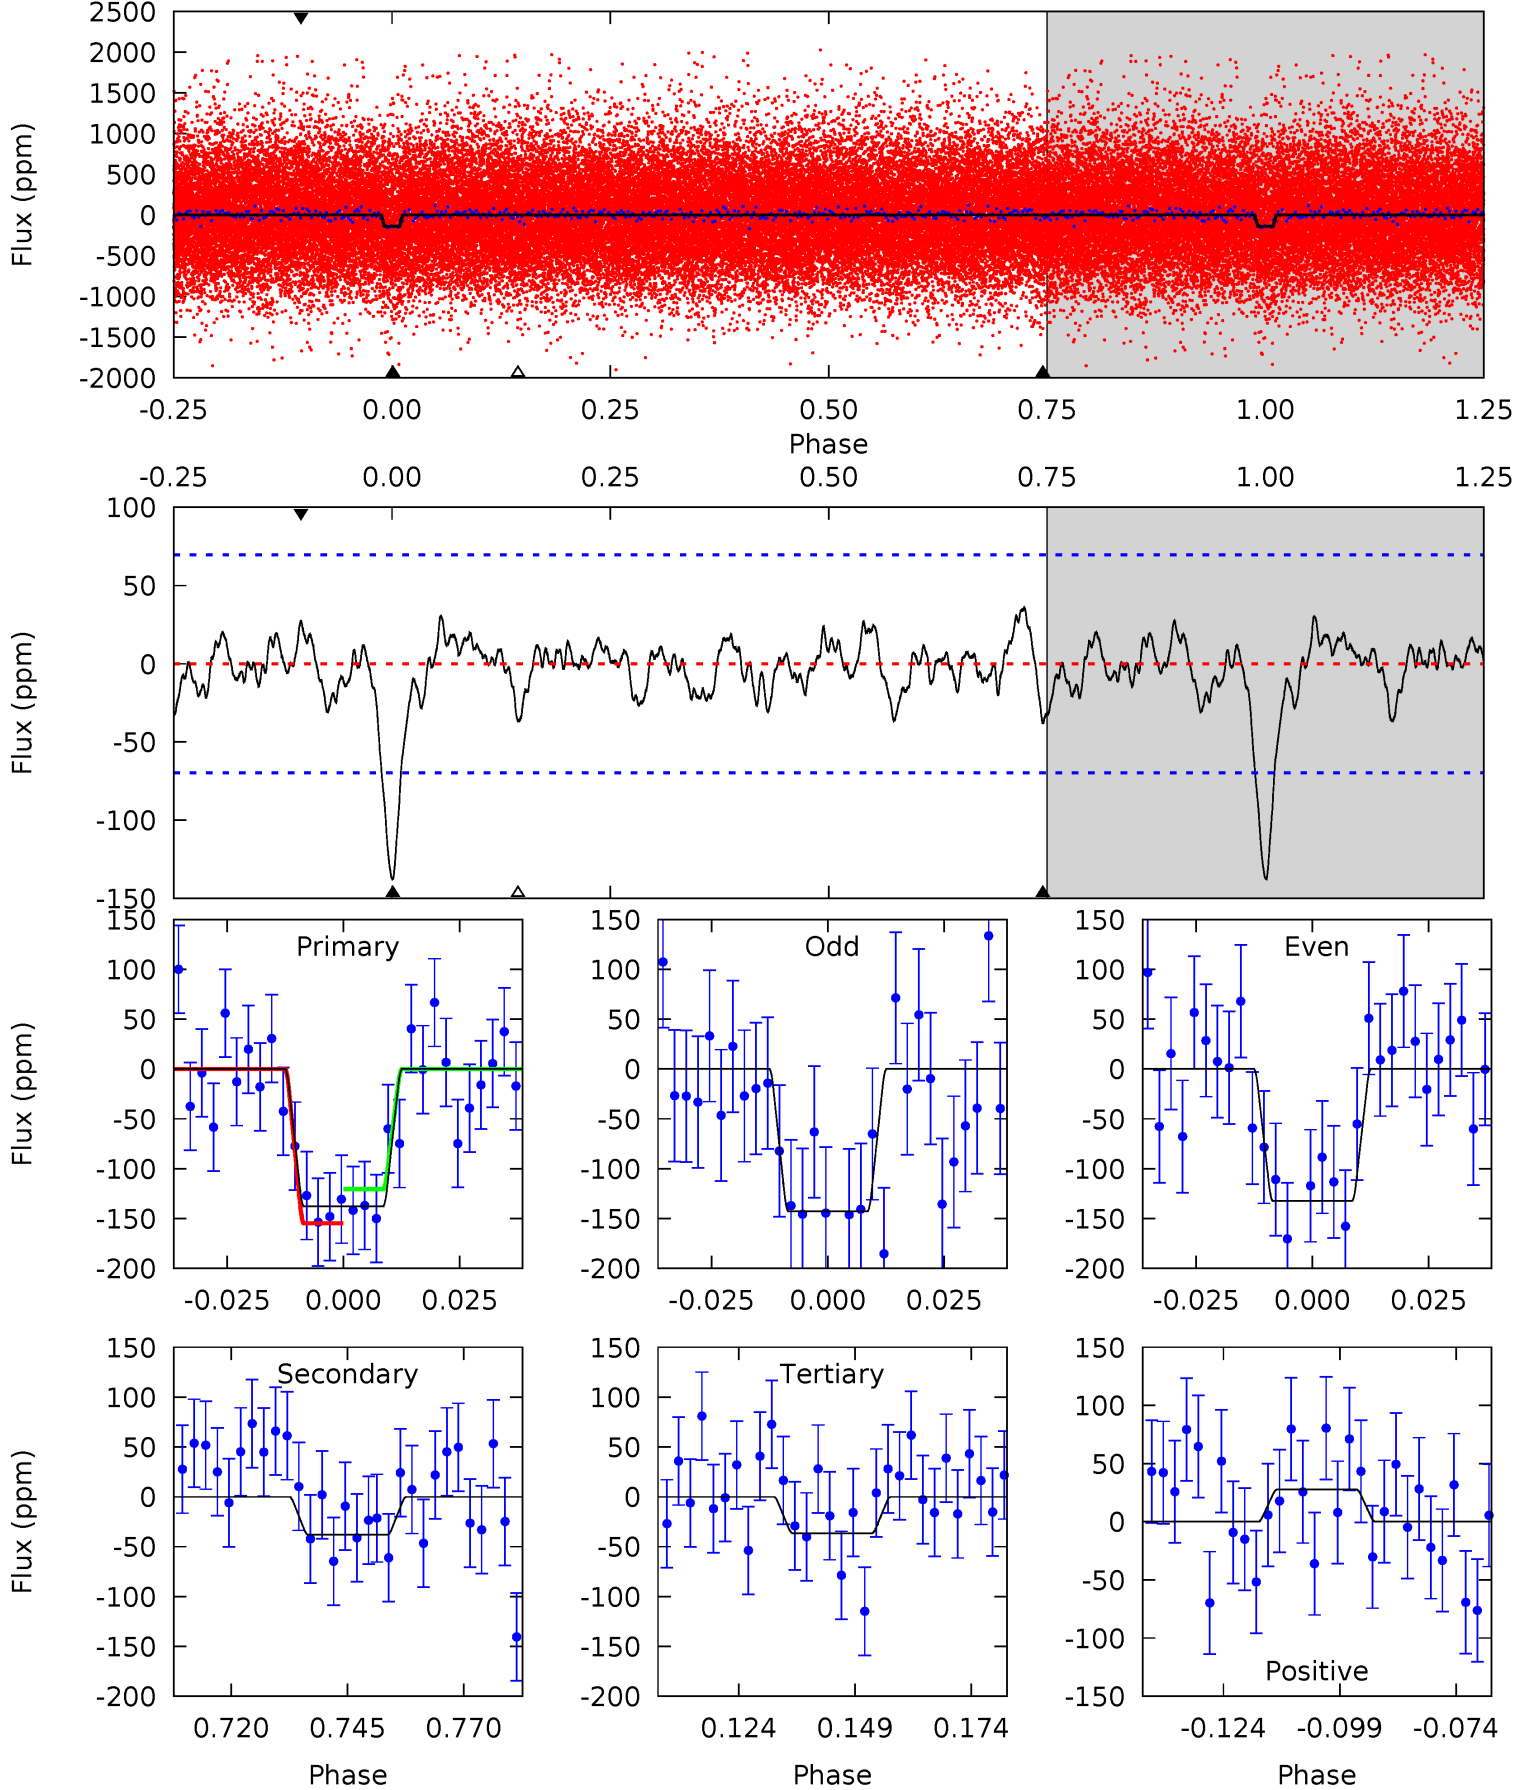 2500
2000
1500
1000
500
0
-500
-1000
-1500
-2000
Flux (ppm)
-0.25 0.00 0.25 0.50 0.75 1.00 1.25
Phase
-0.25 0.00 0.25 0.50 0.75 1.00 1.25
100
50
0
-50
-100
-150
Flux (ppm)
Primary Odd Even
150 150 150
100 100 100
50 50 50
0 0 0
-50 -50 -50
-100 -100 -100
-150 -150 -150
-200 -200 -200
Flux (ppm)
-0.025 0.000 0.025 -0.025 0.000 0.025 -0.025 0.000 0.025
Secondary Tertiary Positive
150 150 150
100 100 100
50 50 50
0 0 0
-50 -50 -50
-100 -100 -100
-150 -150 -150
-200 -200
Flux (ppm)
0.720 0.745 0.770 0.124 0.149 0.174 -0.124 -0.099 -0.074
Phase Phase Phase